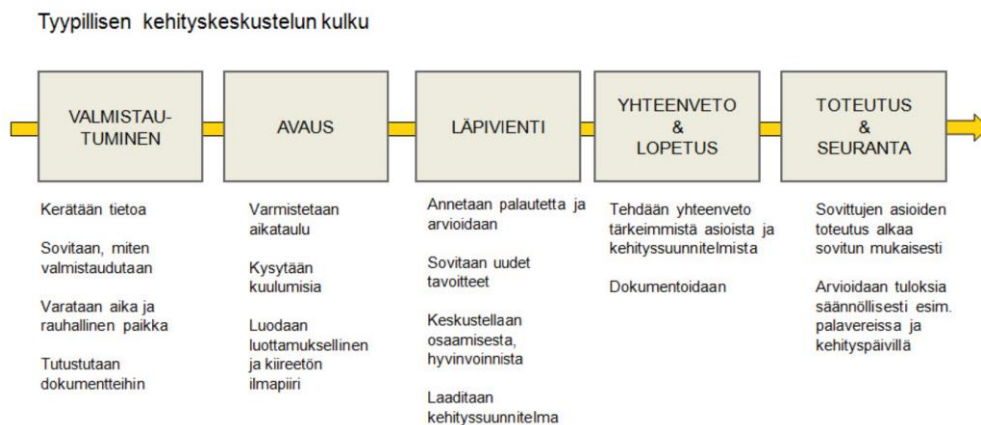 Tyypillisen kehityskeskustelun kulku
VALMISTAU-
TUMINEN
AVAUS
LÄPIVIENTI
YHTEENVETO
&
LOPETUS
TOTEUTUS
&
SEURANTA
Kerätään tietoa
Sovitaan, miten
valmistaudutaan
Varataan aika ja
rauhallinen paikka
Tutustutaan
dokumentteihin
Varmistetaan
aikataulu
Kysytään
kuulumisia
Luodaan
luottamuksellinen
ja kiireetön
ilmapiiri
Annetaan palautetta ja
arvioidaan
Sovitaan uudet
tavoitteet
Keskustellaan
osaamisesta,
hyvinvoinnista
Laaditaan
kehityssuunnitelma
Tehdään yhteenveto
tärkeimmistä asioista ja
kehityssuunnitelmista
Dokumentoidaan
Sovittujen asioiden
toteutus alkaa
sovitun mukaisesti
Arvioidaan tuloksia
säännöllisesti esim.
palavereissa ja
kehityspäivillä